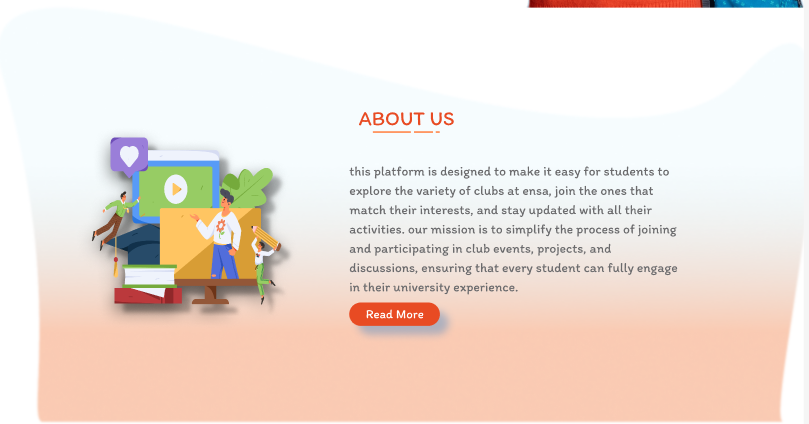 ABOUT US
this platform is designed to make it easy for students to
explore the variety of clubs at ensa, join the ones that
match their interests, and stay updated with all their
activities. our mission is to simplify the process of joining
and participating in club events, projects, and
discussions, ensuring that every student can fully engage
in their university experience.
Read More